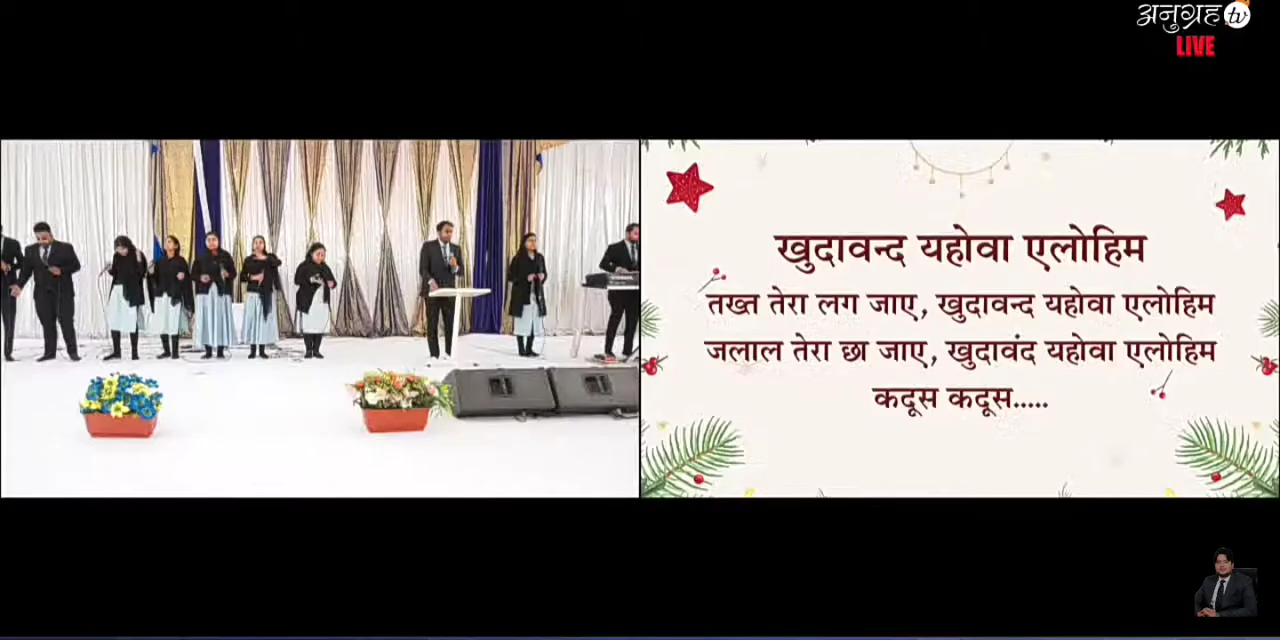 अनुग्रह tv
LIVE
खुदावन्द यहोवा एलोहिम
तख्त तेरा लग जाए, खुदावन्द यहोवा एलोहिम
जलाल तेरा छा जाए, खुदावंद यहोवा एलोहिम
कदूस कदूस.....